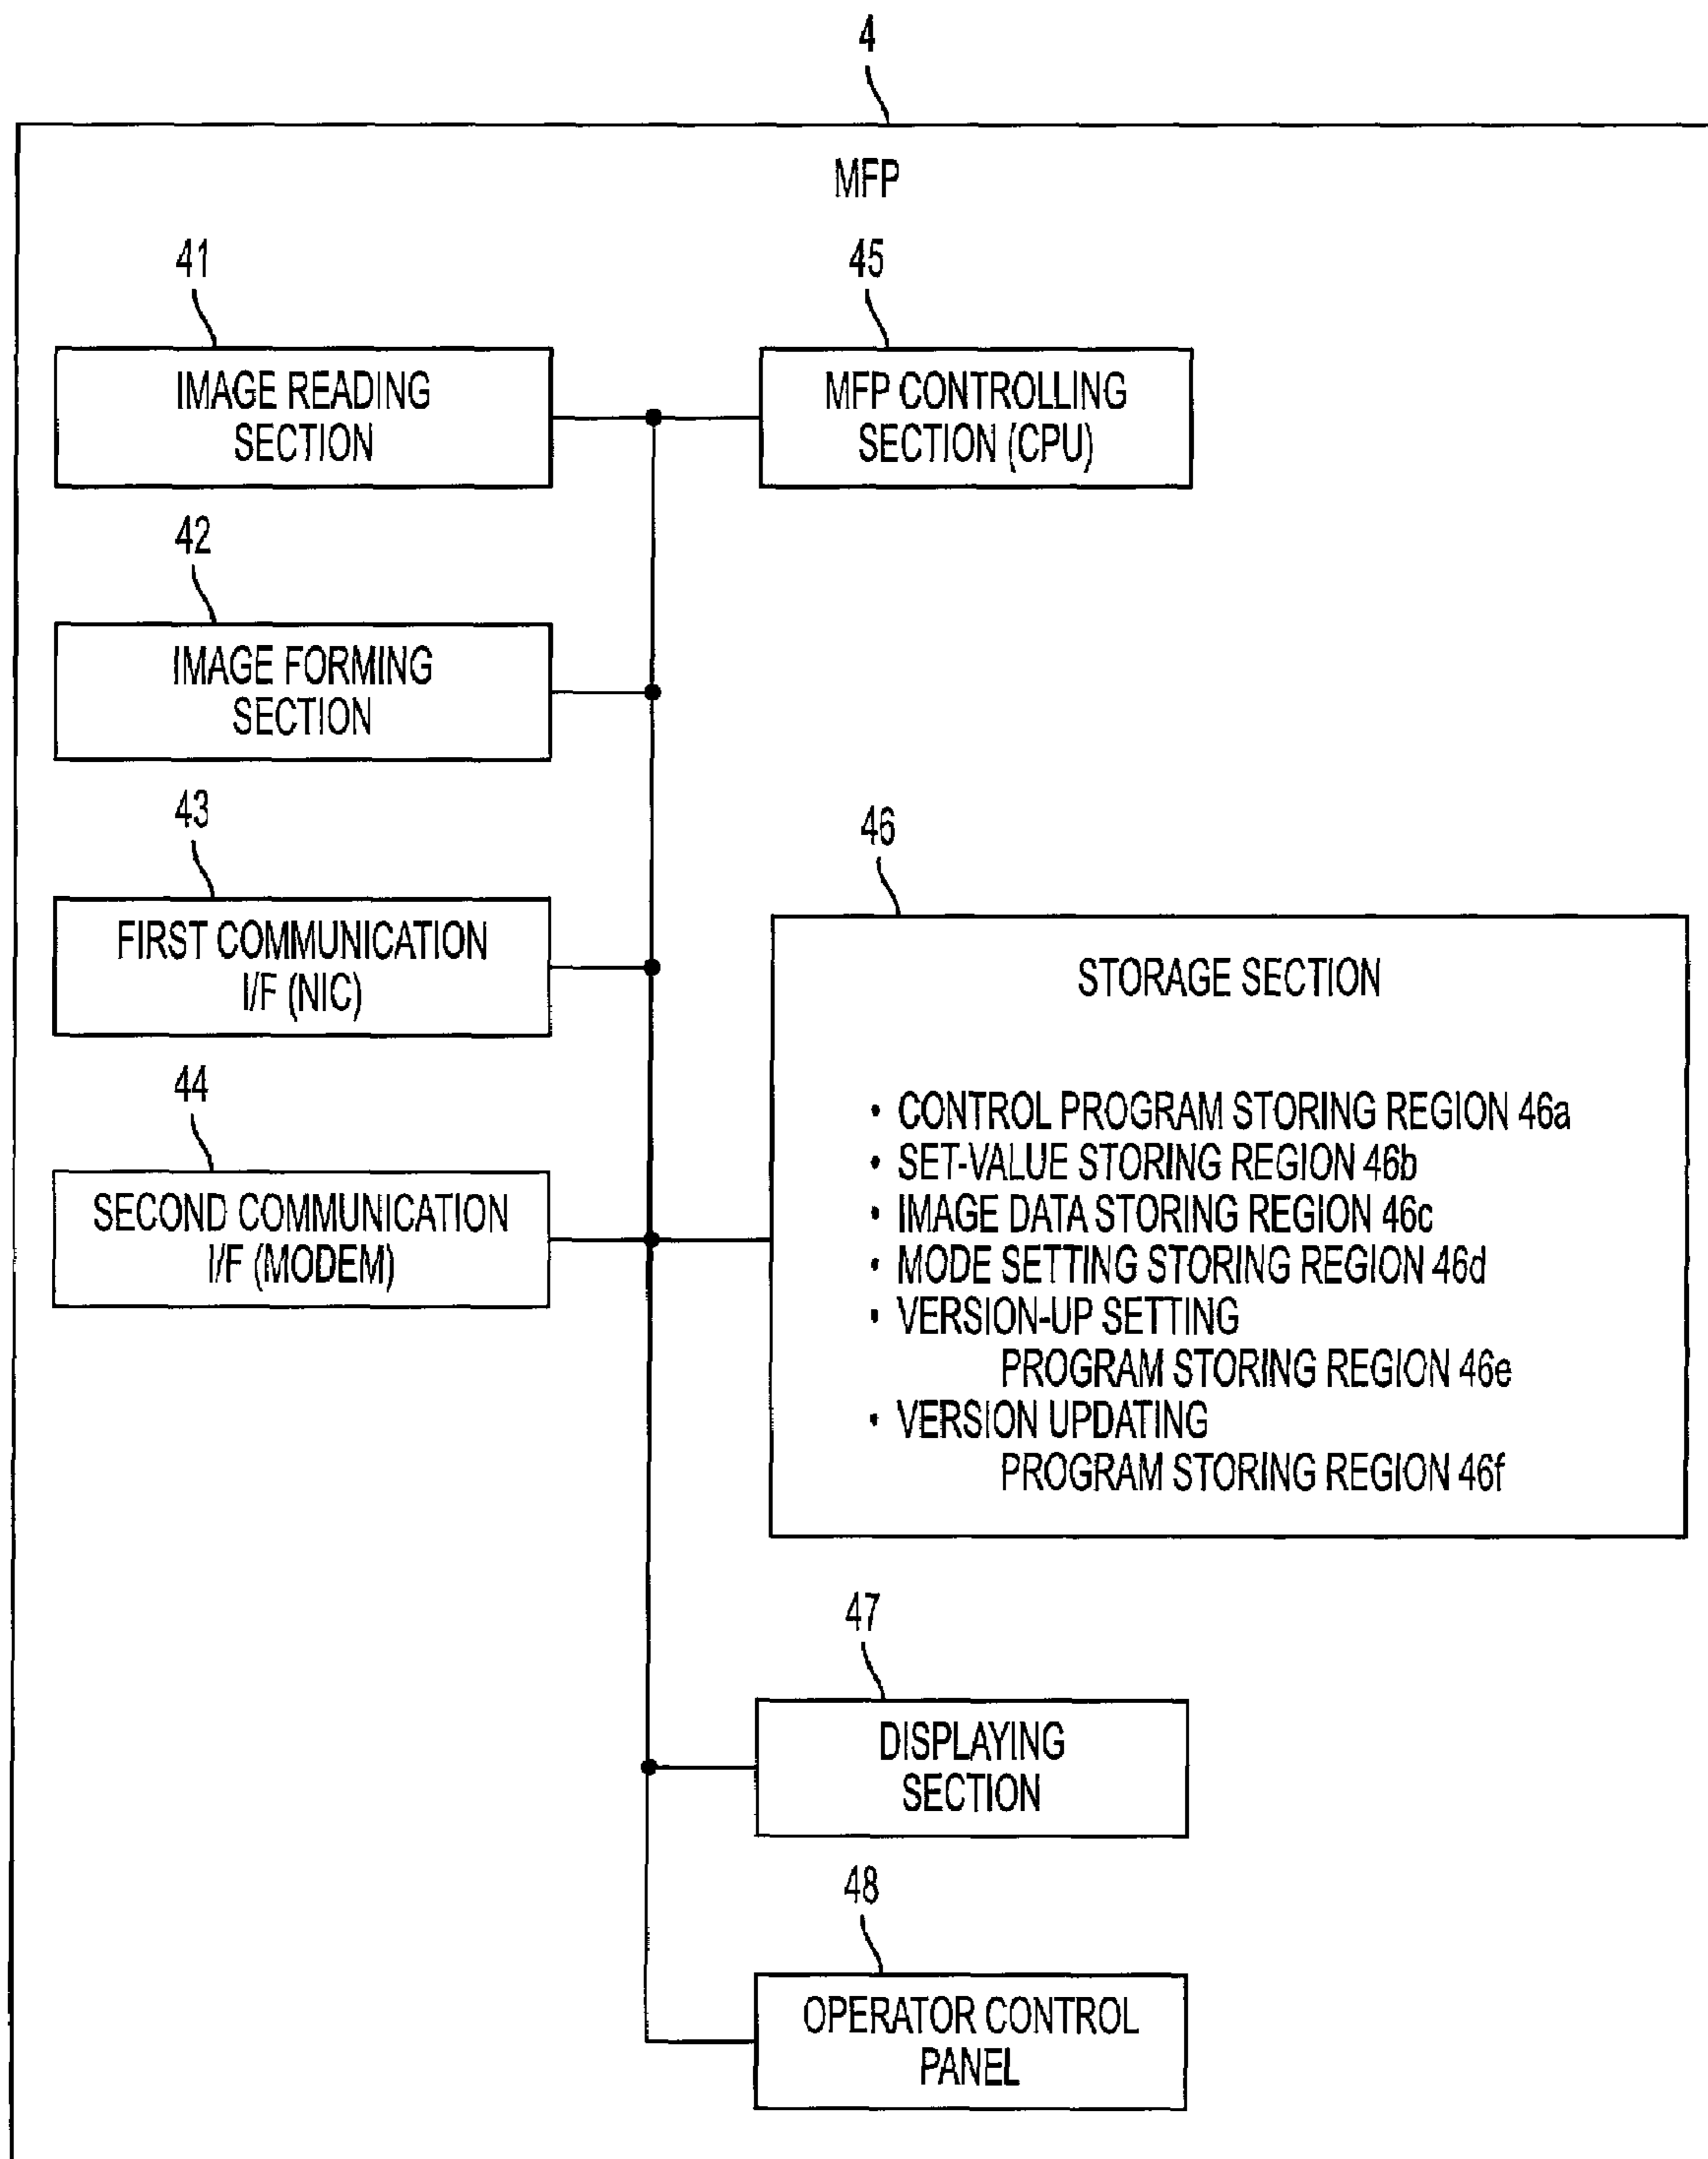 4
MFP
41
IMAGE READING
SECTION
45
MFP CONTROLLING
SECTION (CPU)
42
IMAGE FORMING
SECTION
43
FIRST COMMUNICATION
I/F (NIC)
44
SECOND COMMUNICATION
I/F (MODEM)
46
STORAGE SECTION
• CONTROL PROGRAM STORING REGION 46a
• SET-VALUE STORING REGION 46b
• IMAGE DATA STORING REGION 46c
• MODE SETTING STORING REGION 46d
• VERSION-UP SETTING
PROGRAM STORING REGION 46e
• VERSION UPDATING
PROGRAM STORING REGION 46f
47
DISPLAYING
SECTION
48
OPERATOR CONTROL
PANEL